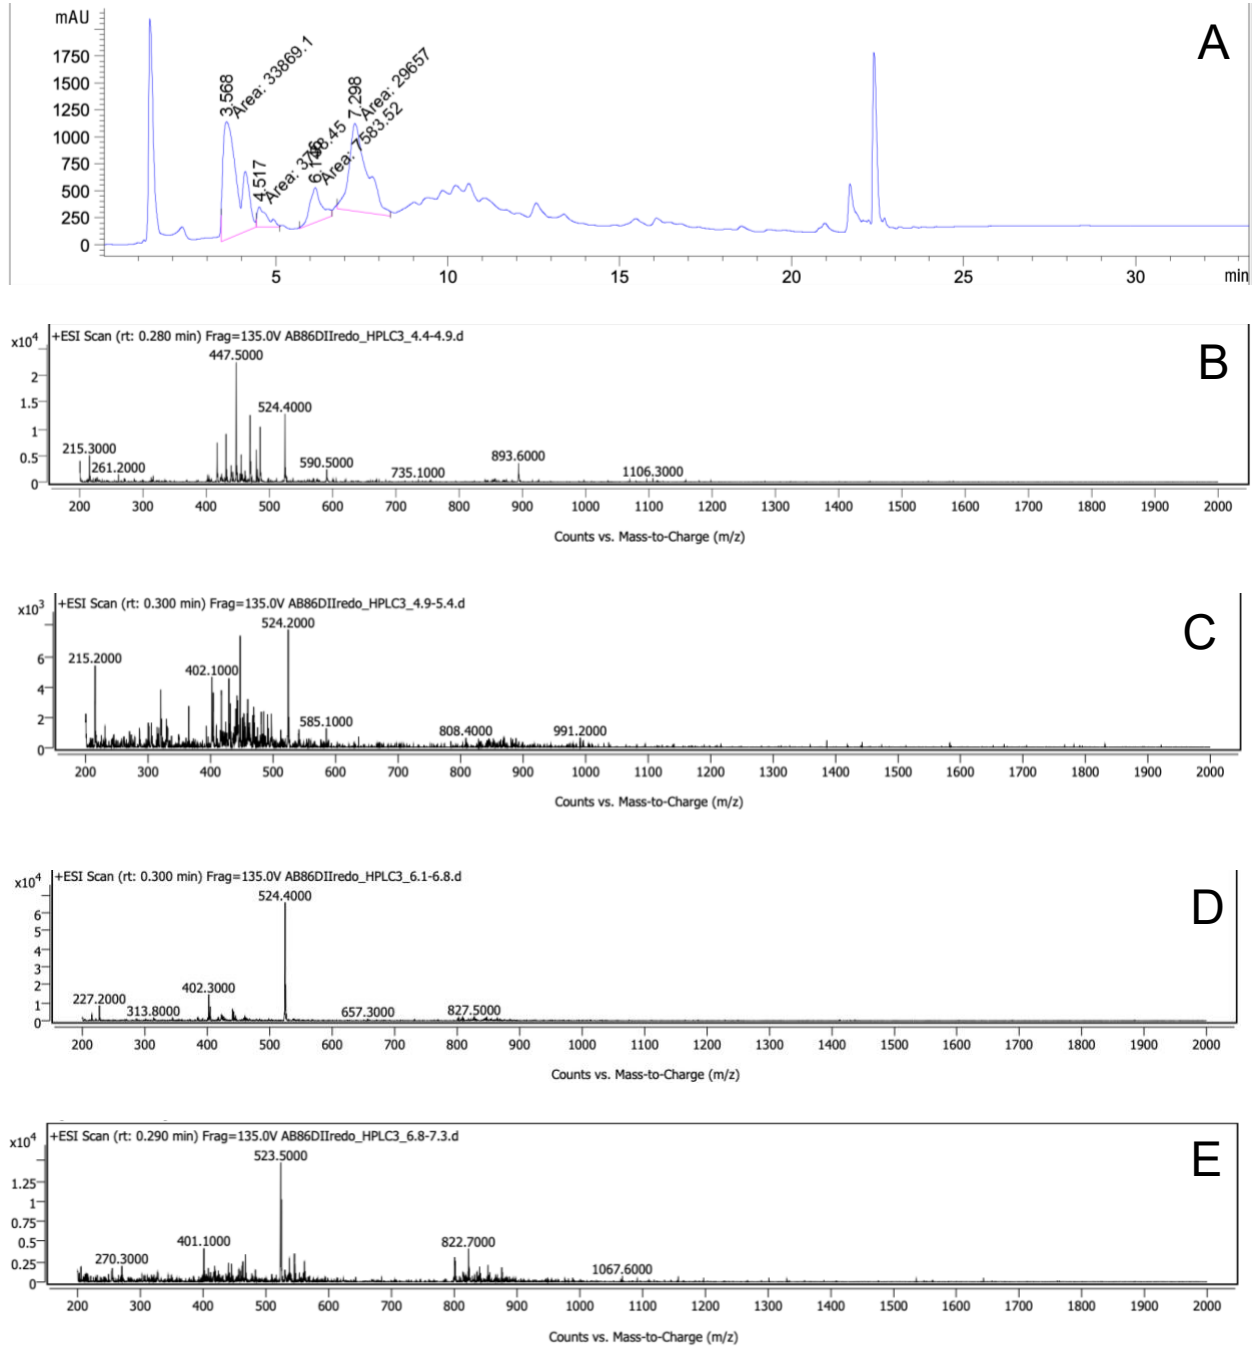 mAU
A
1750
1500
1250
1000
750
500
250
0
3.568
Area: 33869.1
4.517
Area: 7583.52
7.298
Area: 29657
5 10 15 20 25 30 min
+ESI Scan (rt: 0.280 min) Frag=135.0V AB86DIIredo_HPLC3_4.4-4.9.d
x10⁴
B
447.5000
2
1.5
524.4000
1
215.3000
0.5
261.2000
590.5000
735.1000
893.6000
1106.3000
0
200 300 400 500 600 700 800 900 1000 1100 1200 1300 1400 1500 1600 1700 1800 1900 2000
Counts vs. Mass-to-Charge (m/z)
+ESI Scan (rt: 0.300 min) Frag=135.0V AB86DIIredo_HPLC3_4.9-5.4.d
x10³
C
524.2000
6
215.2000
402.1000
4
2
585.1000
808.4000
991.2000
0
200 300 400 500 600 700 800 900 1000 1100 1200 1300 1400 1500 1600 1700 1800 1900 2000
Counts vs. Mass-to-Charge (m/z)
+ESI Scan (rt: 0.300 min) Frag=135.0V AB86DIIredo_HPLC3_6.1-6.8.d
x10⁴
D
524.4000
6
5
4
3
2
402.3000
227.2000
1
313.8000
657.3000
827.5000
0
200 300 400 500 600 700 800 900 1000 1100 1200 1300 1400 1500 1600 1700 1800 1900 2000
Counts vs. Mass-to-Charge (m/z)
+ESI Scan (rt: 0.290 min) Frag=135.0V AB86DIIredo_HPLC3_6.8-7.3.d
x10⁴
E
523.5000
1.25
1
0.75
0.5
401.1000
822.7000
0.25
270.3000
1067.6000
0
200 300 400 500 600 700 800 900 1000 1100 1200 1300 1400 1500 1600 1700 1800 1900 2000
Counts vs. Mass-to-Charge (m/z)